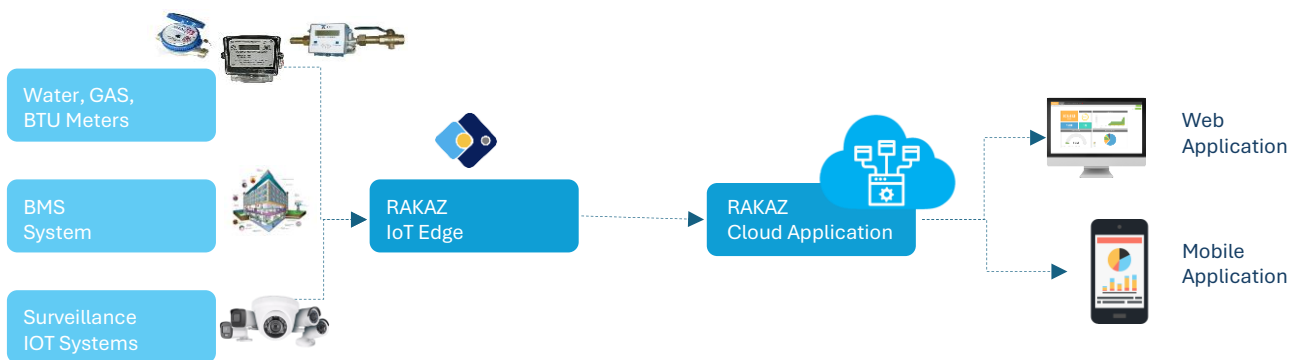 Water, GAS,
BTU Meters
BMS
System
Surveillance
IOT Systems
RAKAZ
IoT Edge
RAKAZ
Cloud Application
Web
Application
Mobile
Application